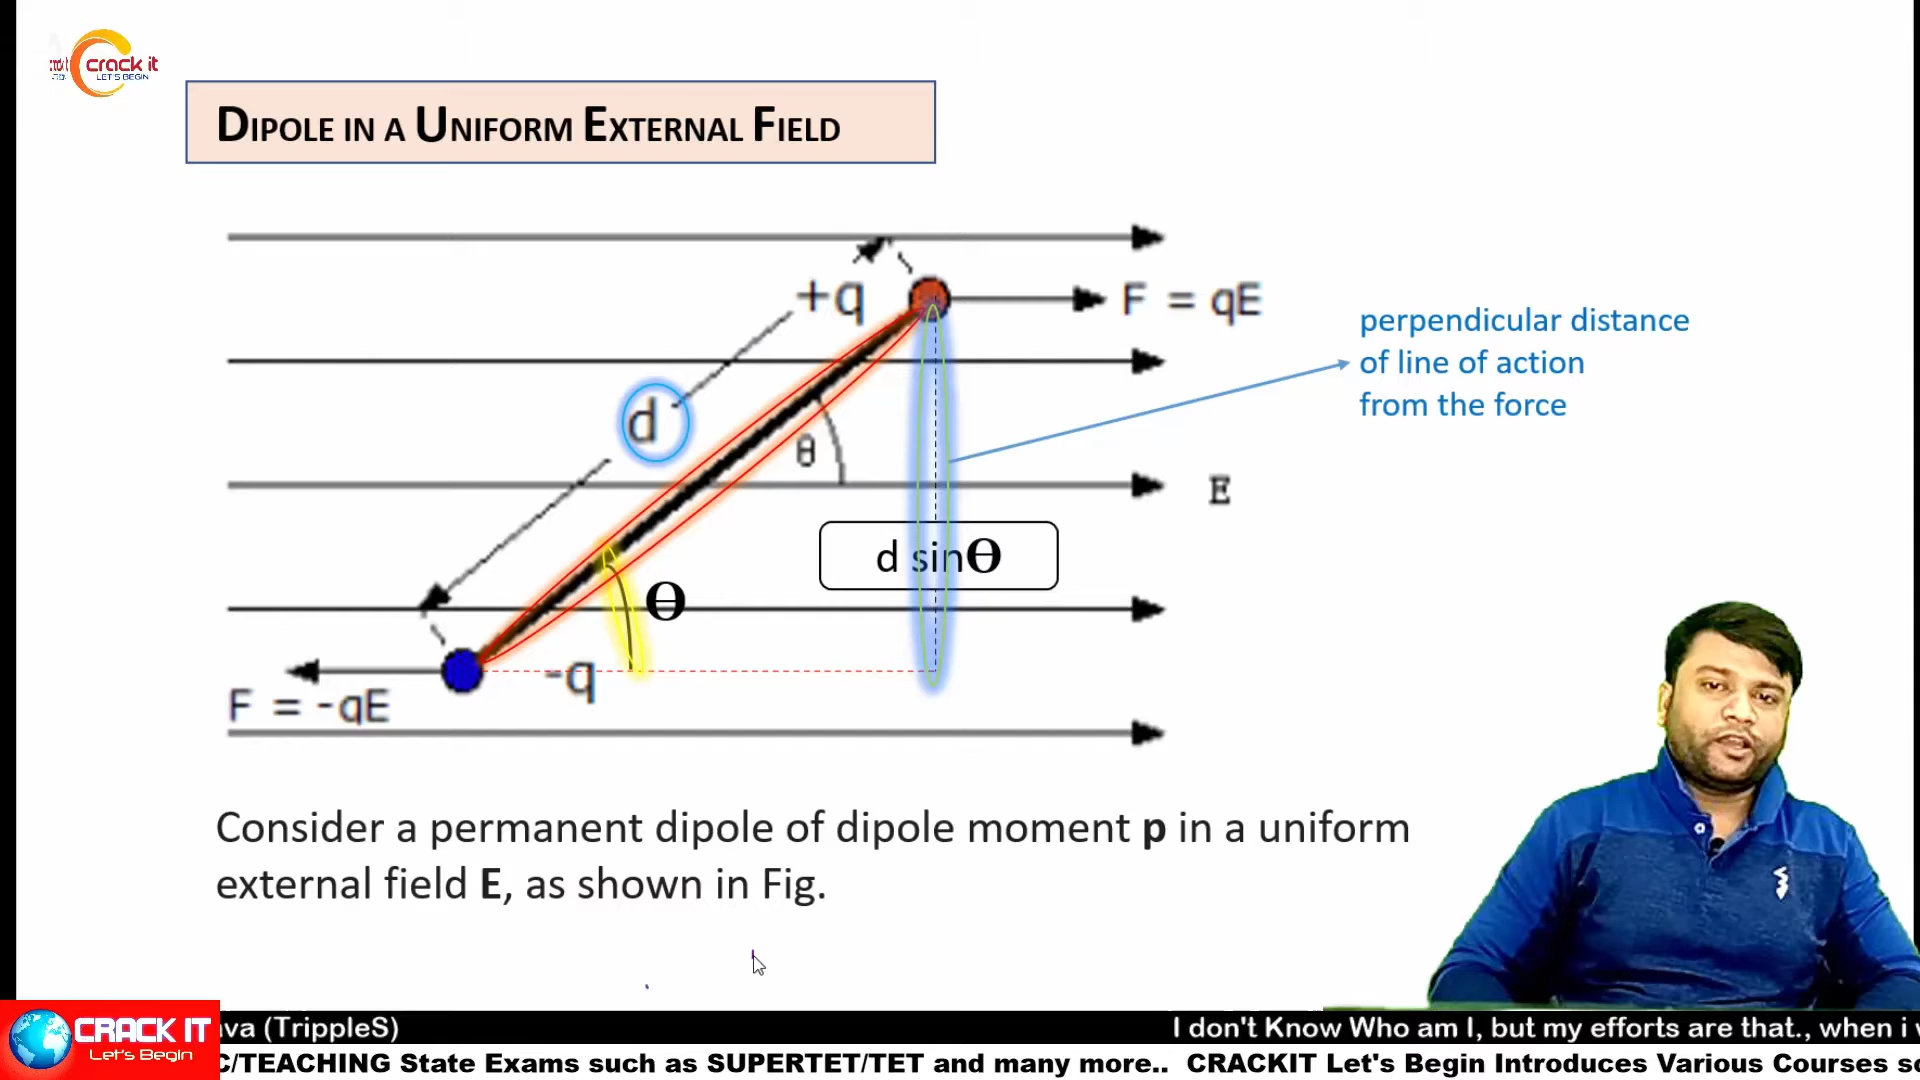 crack it
LET'S BEGIN
DIPOLE IN A UNIFORM EXTERNAL FIELD
+q
F = qE
perpendicular distance
of line of action
from the force
d
θ
E
d sinϴ
ϴ
-q
F = -qE
Consider a permanent dipole of dipole moment p in a uniform
external field E, as shown in Fig.
CRACK IT
Let's Begin
ava (TrippleS)
I don't Know Who am I, but my efforts are that., when i
C/TEACHING State Exams such as SUPERTET/TET and many more.. CRACKIT Let's Begin Introduces Various Courses